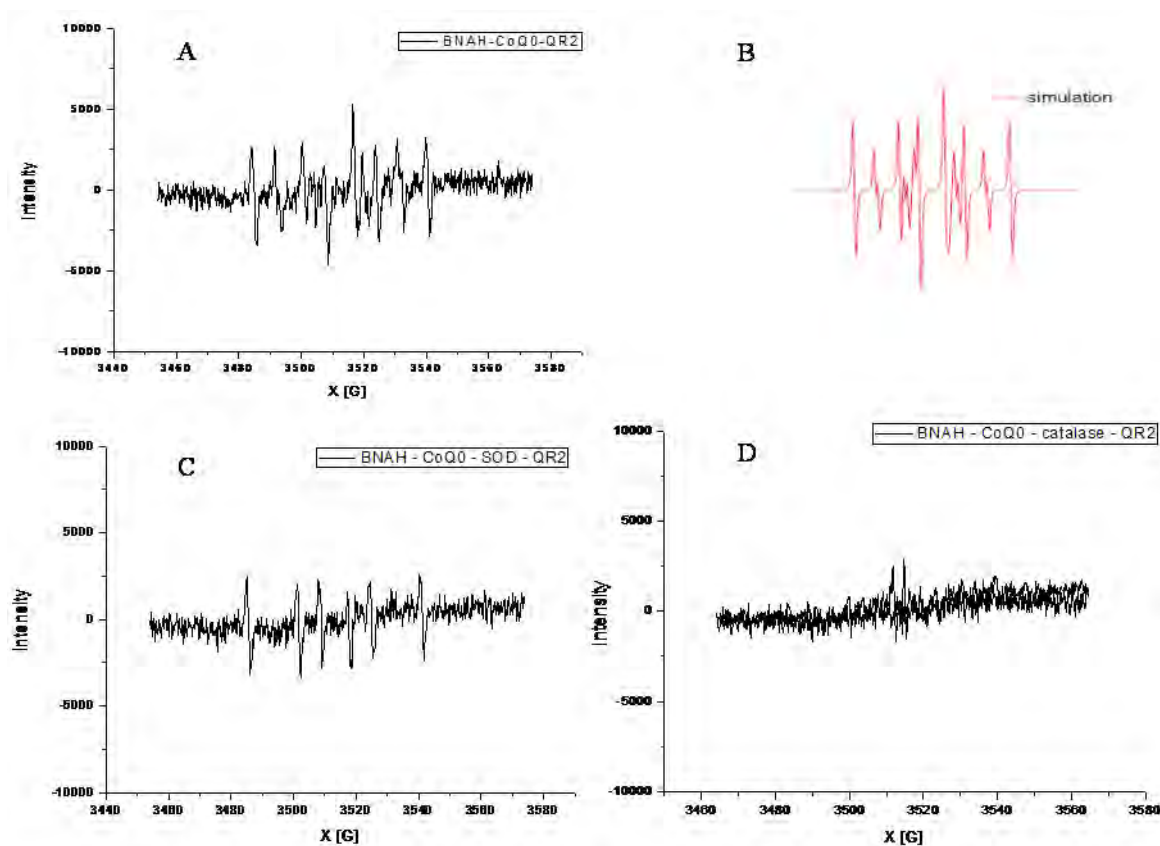 A
BNAH-CoQ0-QR2
10000
5000
0
-5000
-10000
Intensity
3440 3460 3480 3500 3520 3540 3560 3580
X [G]
B
simulation
C
BNAH - CoQ0 - SOD - QR2
10000
5000
0
-5000
-10000
Intensity
3440 3460 3480 3500 3520 3540 3560 3580
X [G]
D
BNAH - CoQ0 - catalase - QR2
10000
5000
0
-5000
-10000
Intensity
3460 3480 3500 3520 3540 3560 3580
X [G]